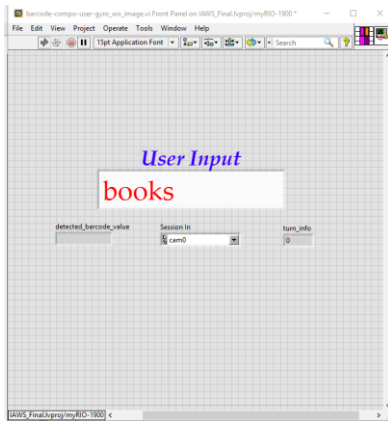 barcode-compo-user-gyro_wo_image.vi Front Panel on IAWS_Final.lvproj/myRIO-1900 *
File Edit View Project Operate Tools Window Help
15pt Application Font Search
User Input
books
detected_barcode_value Session In turn_info
cam0 0
IAWS_Final.lvproj/myRIO-1900